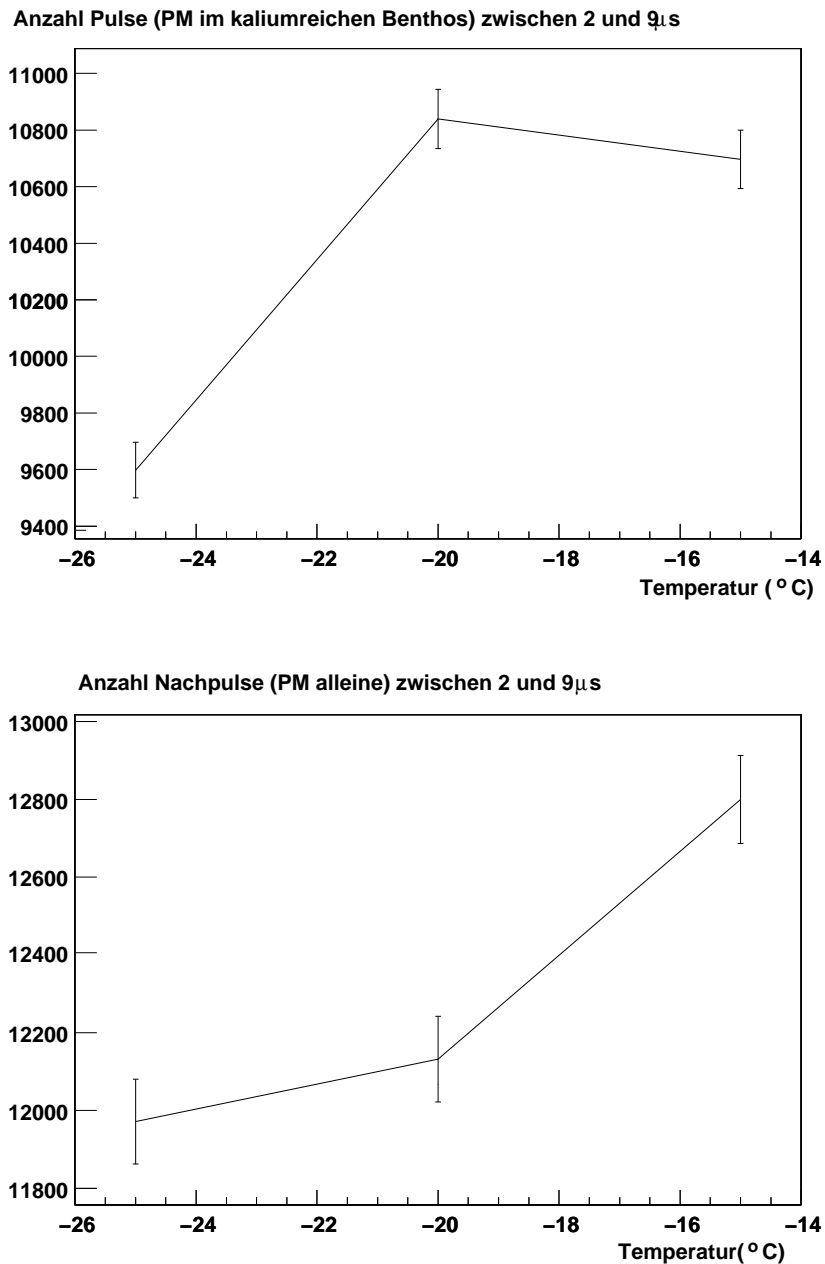 Anzahl Pulse (PM im kaliumreichen Benthos) zwischen 2 und 9μs
11000
10800
10600
10400
10200
10000
9800
9600
9400
−26 −24 −22 −20 −18 −16 −14
Temperatur ( °C)
Anzahl Nachpulse (PM alleine) zwischen 2 und 9μs
13000
12800
12600
12400
12200
12000
11800
−26 −24 −22 −20 −18 −16 −14
Temperatur( °C)